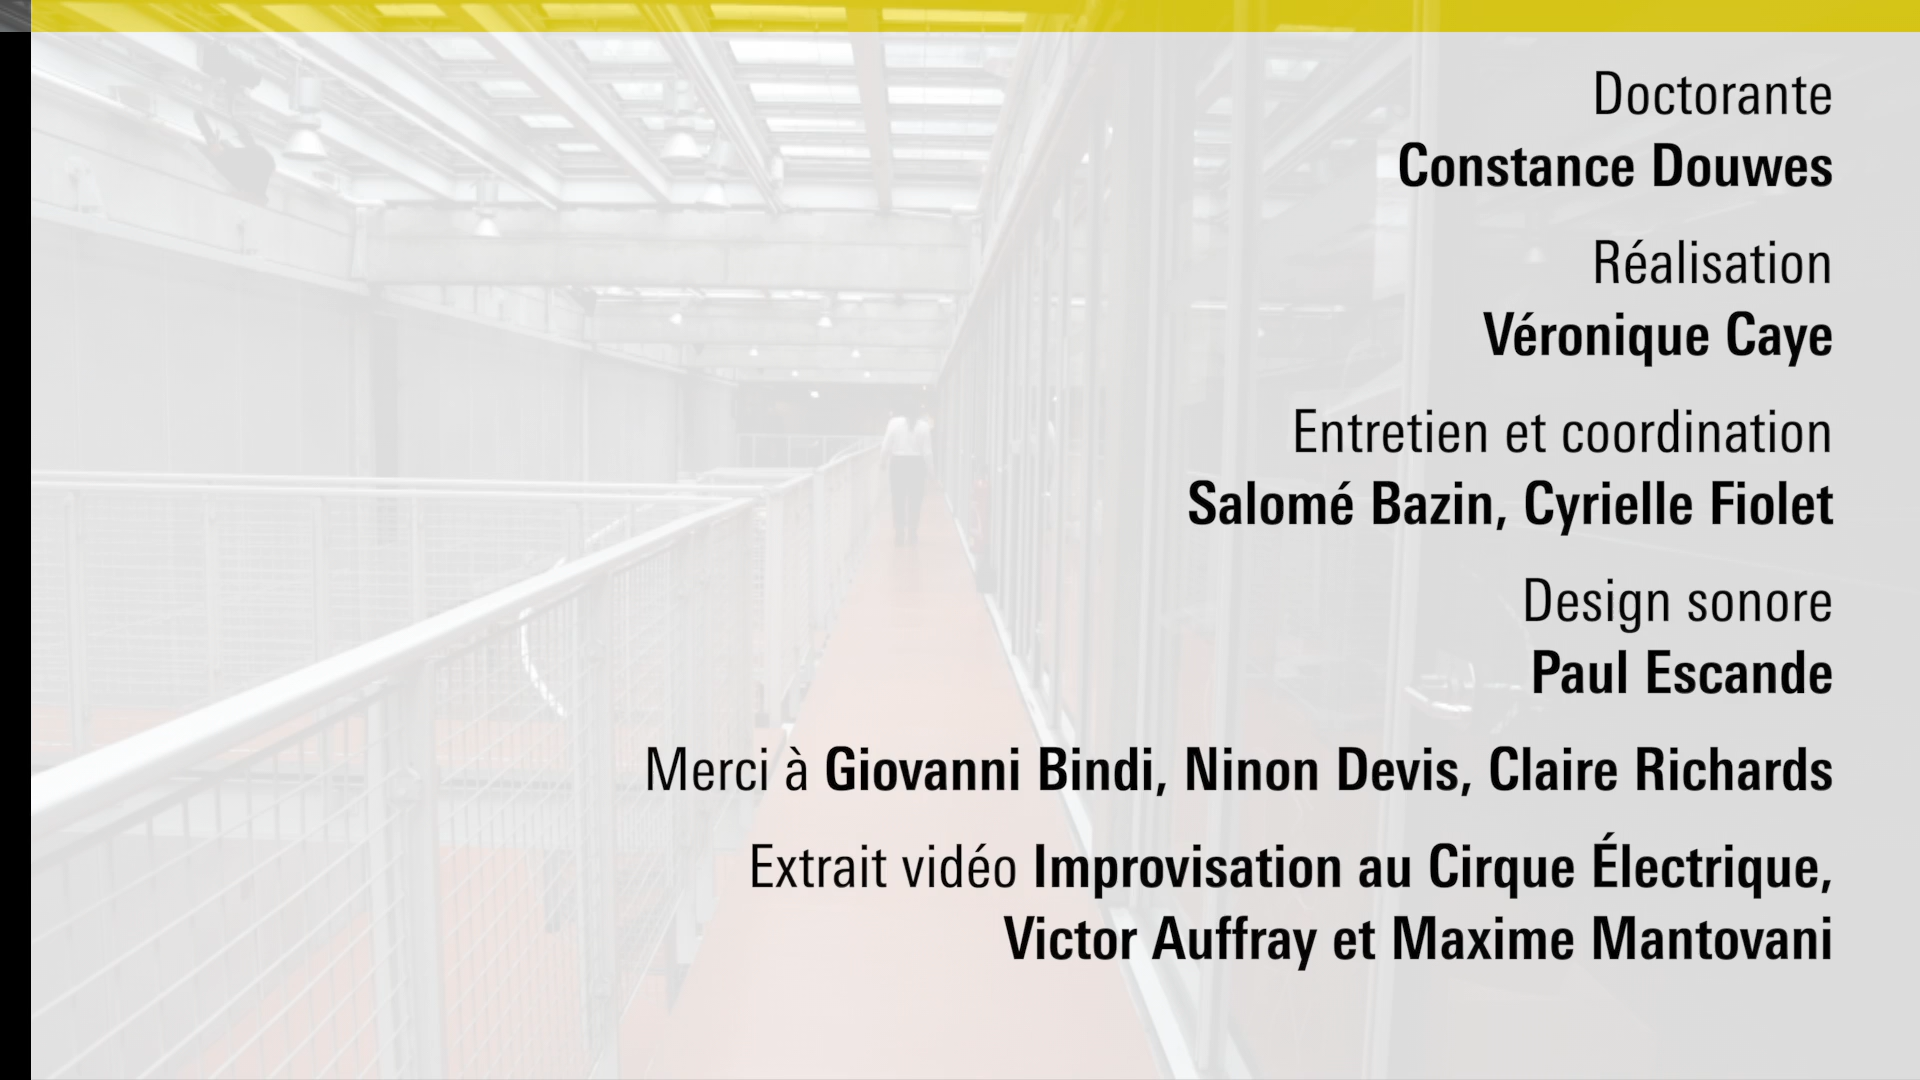 Doctorante
Constance Douwes
Réalisation
Véronique Caye
Entretien et coordination
Salomé Bazin, Cyrielle Fiolet
Design sonore
Paul Escande
Merci à Giovanni Bindi, Ninon Devis, Claire Richards
Extrait vidéo Improvisation au Cirque Électrique,
Victor Auffray et Maxime Mantovani